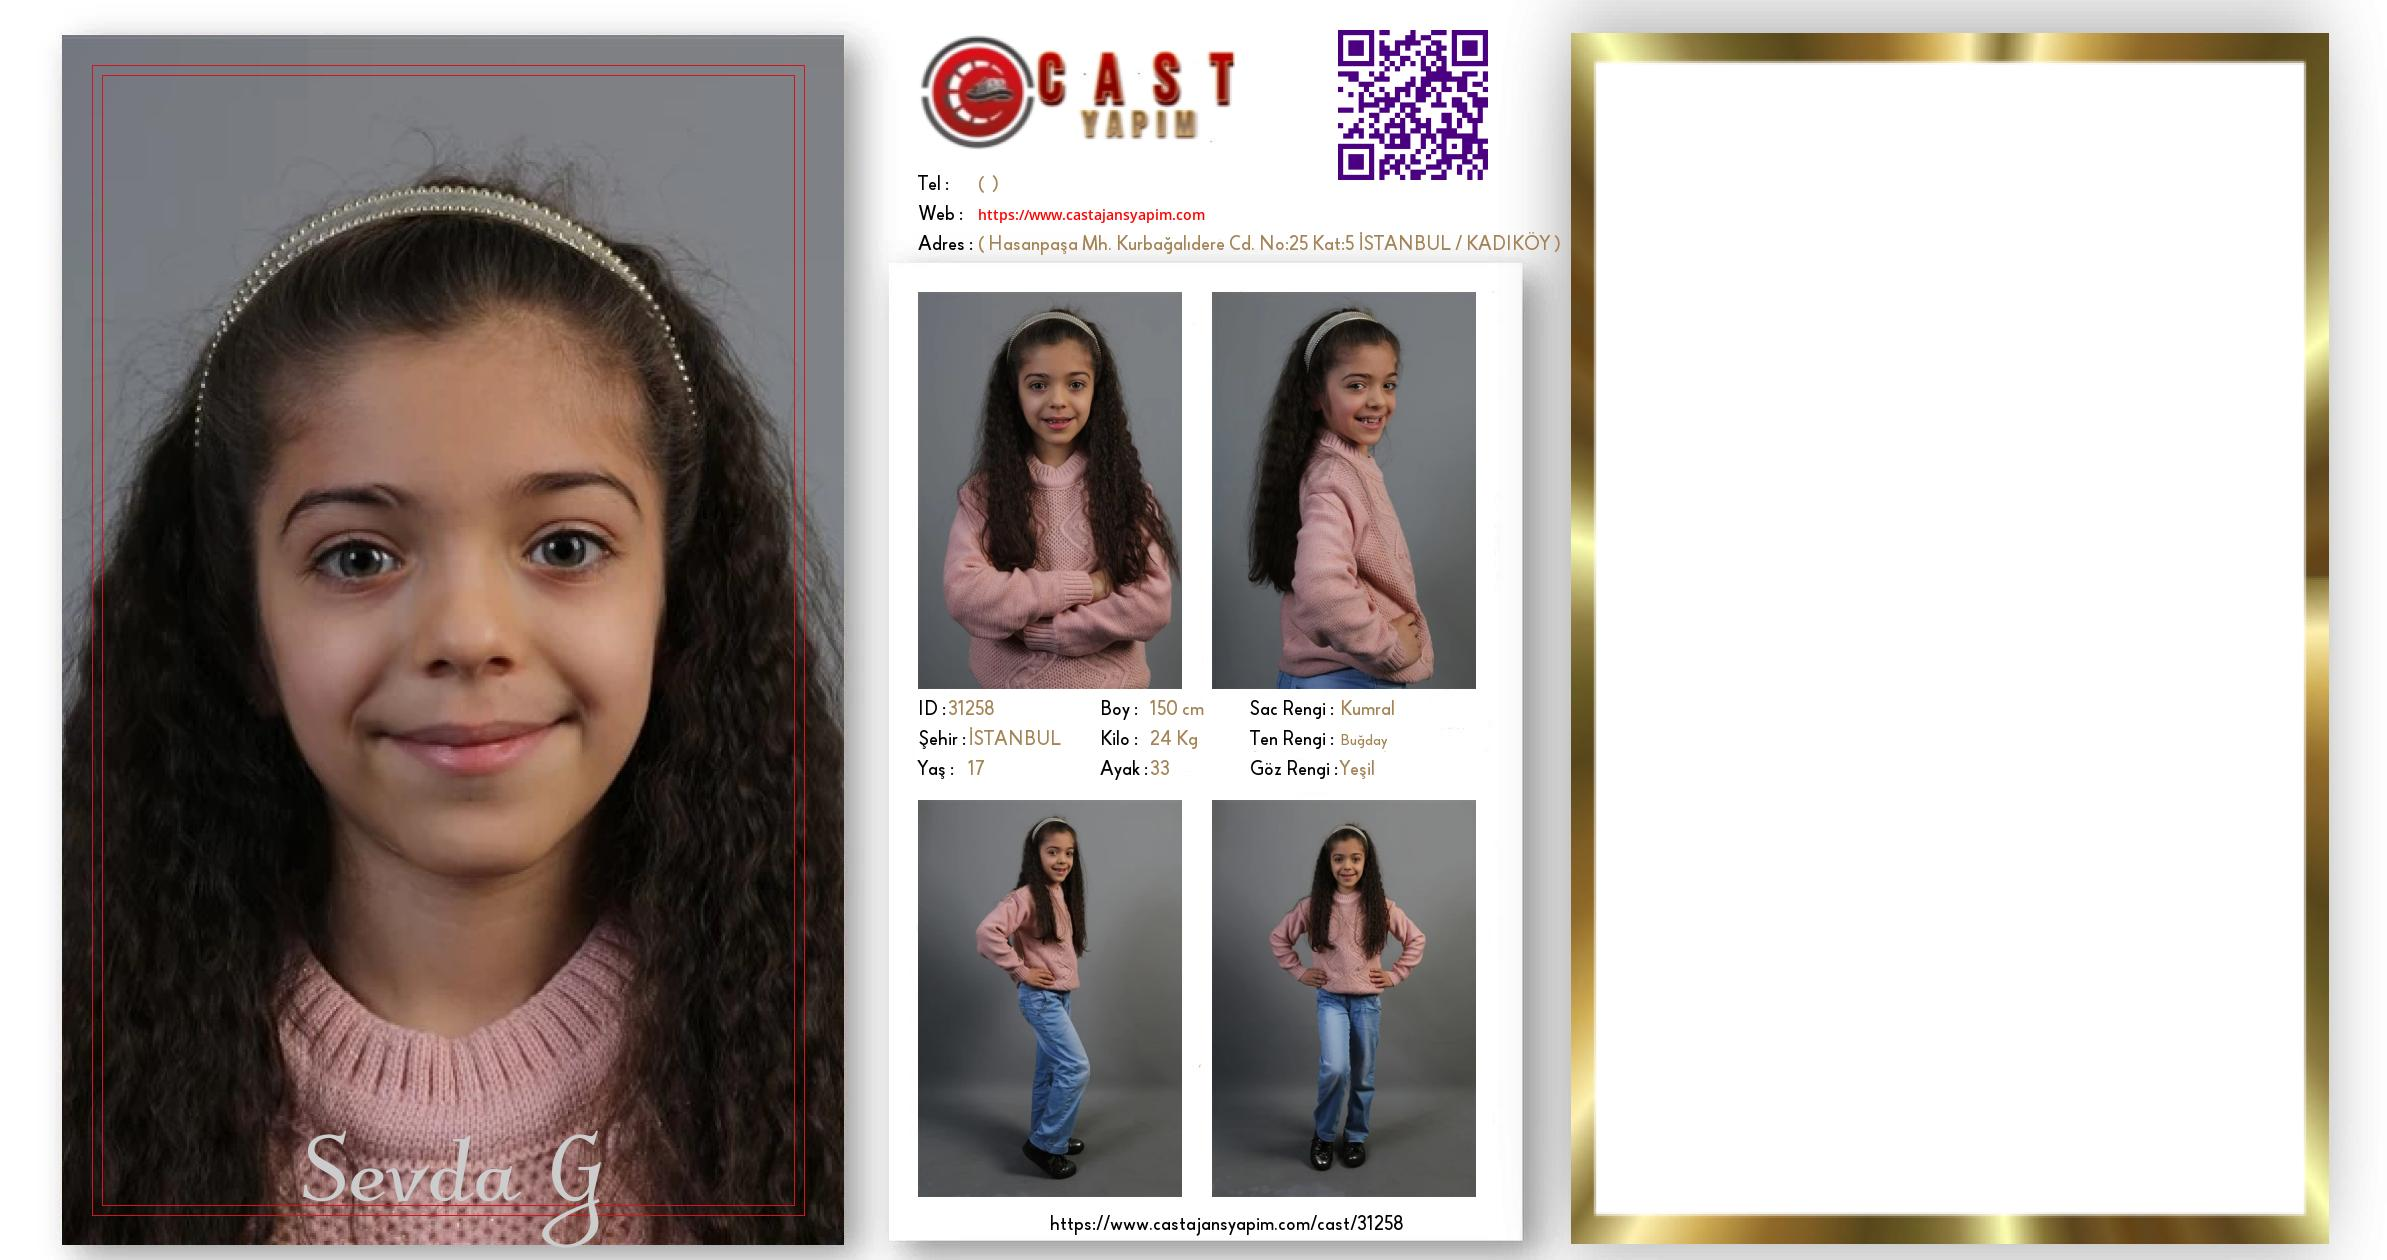 Sevda G
CAST
YAPIM
Tel : ( )
Web : https://www.castajansyapim.com
Adres : ( Hasanpaşa Mh. Kurbağalıdere Cd. No:25 Kat:5 İSTANBUL / KADIKÖY )
ID : 31258 Boy : 150 cm Sac Rengi : Kumral
Şehir : İSTANBUL Kilo : 24 Kg Ten Rengi : Buğday
Yaş : 17 Ayak : 33 Göz Rengi : Yeşil
https://www.castajansyapim.com/cast/31258